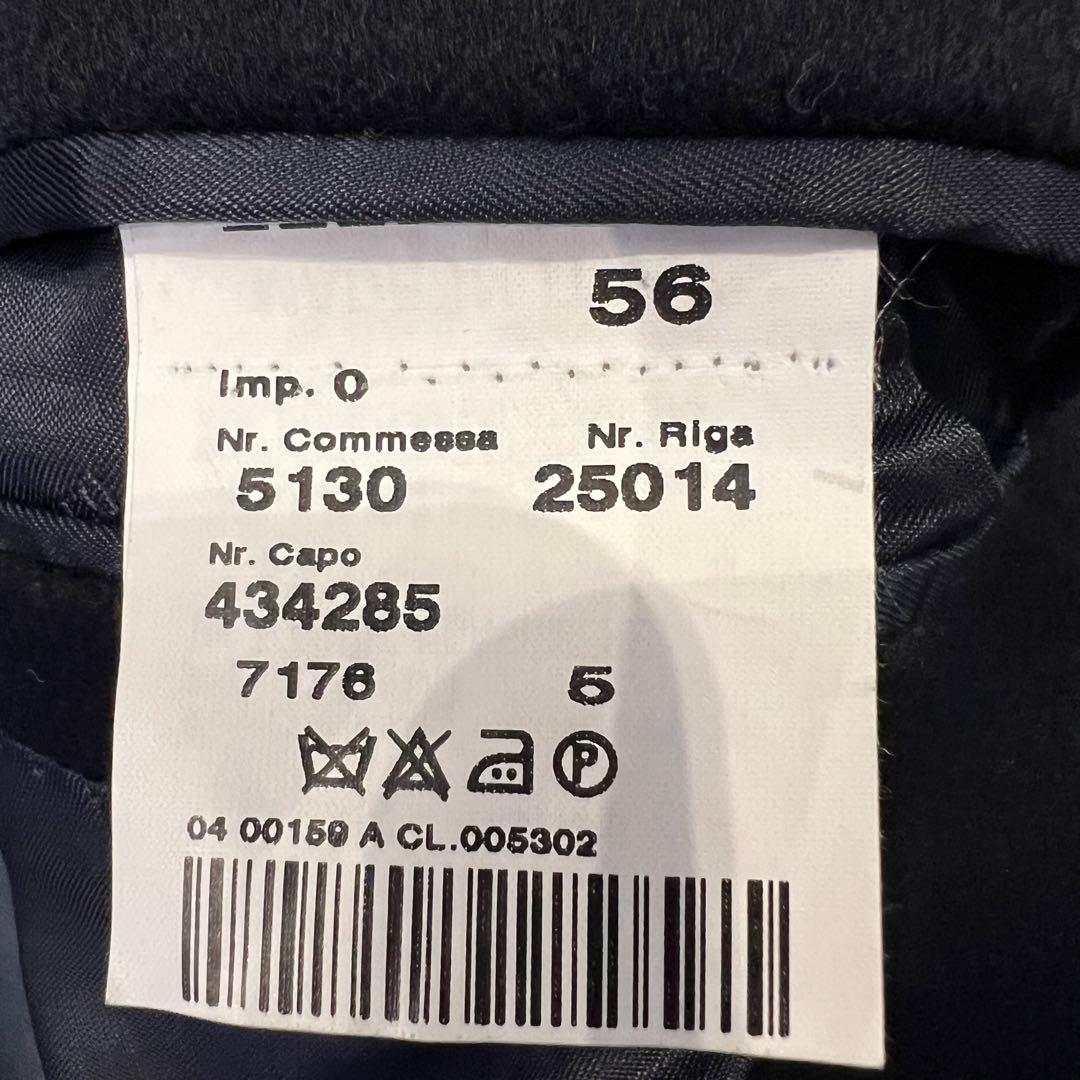 56
Imp. 0
Nr. Commessa Nr. Riga
5130 25014
Nr. Capo
434285
7176 5
P
04 00159 A CL.005302